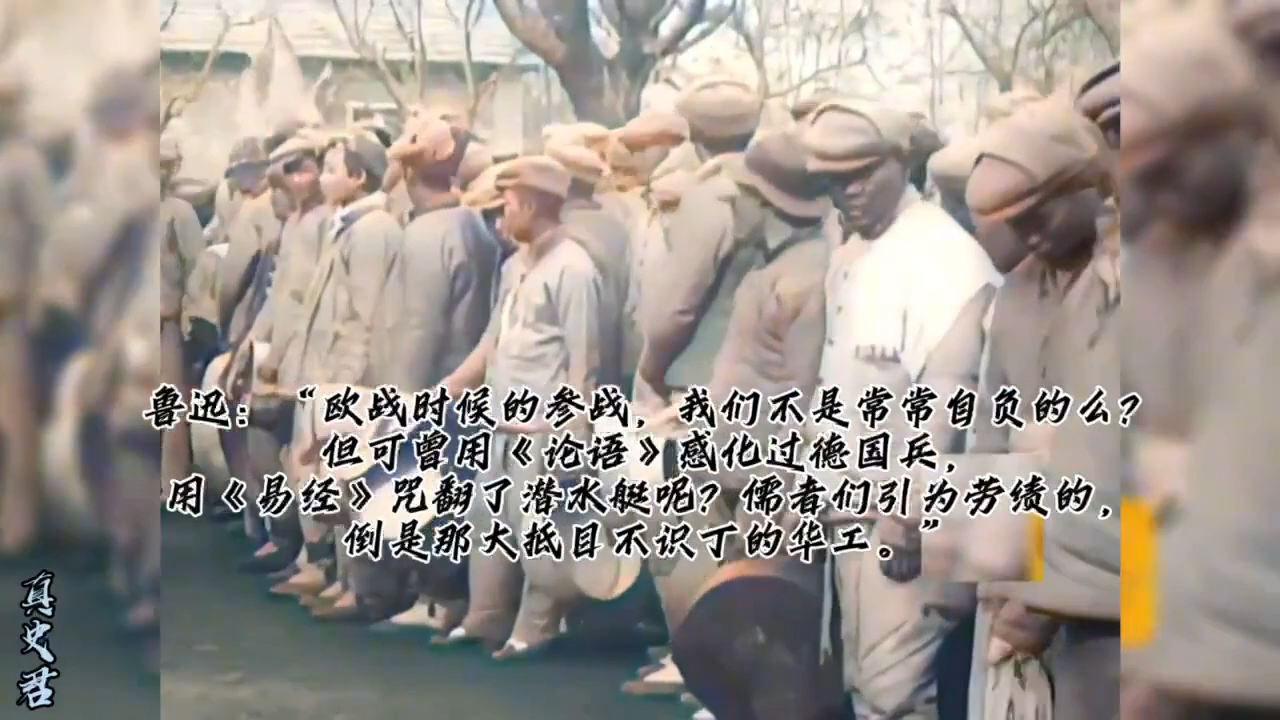 鲁迅：“欧战时候的参战，我们不是常常自负的么？
但可曾用《论语》感化过德国兵，
用《易经》咒翻了潜水艇呢？儒者们引为劳绩的，
倒是那大抵目不识丁的华工。”
真史君